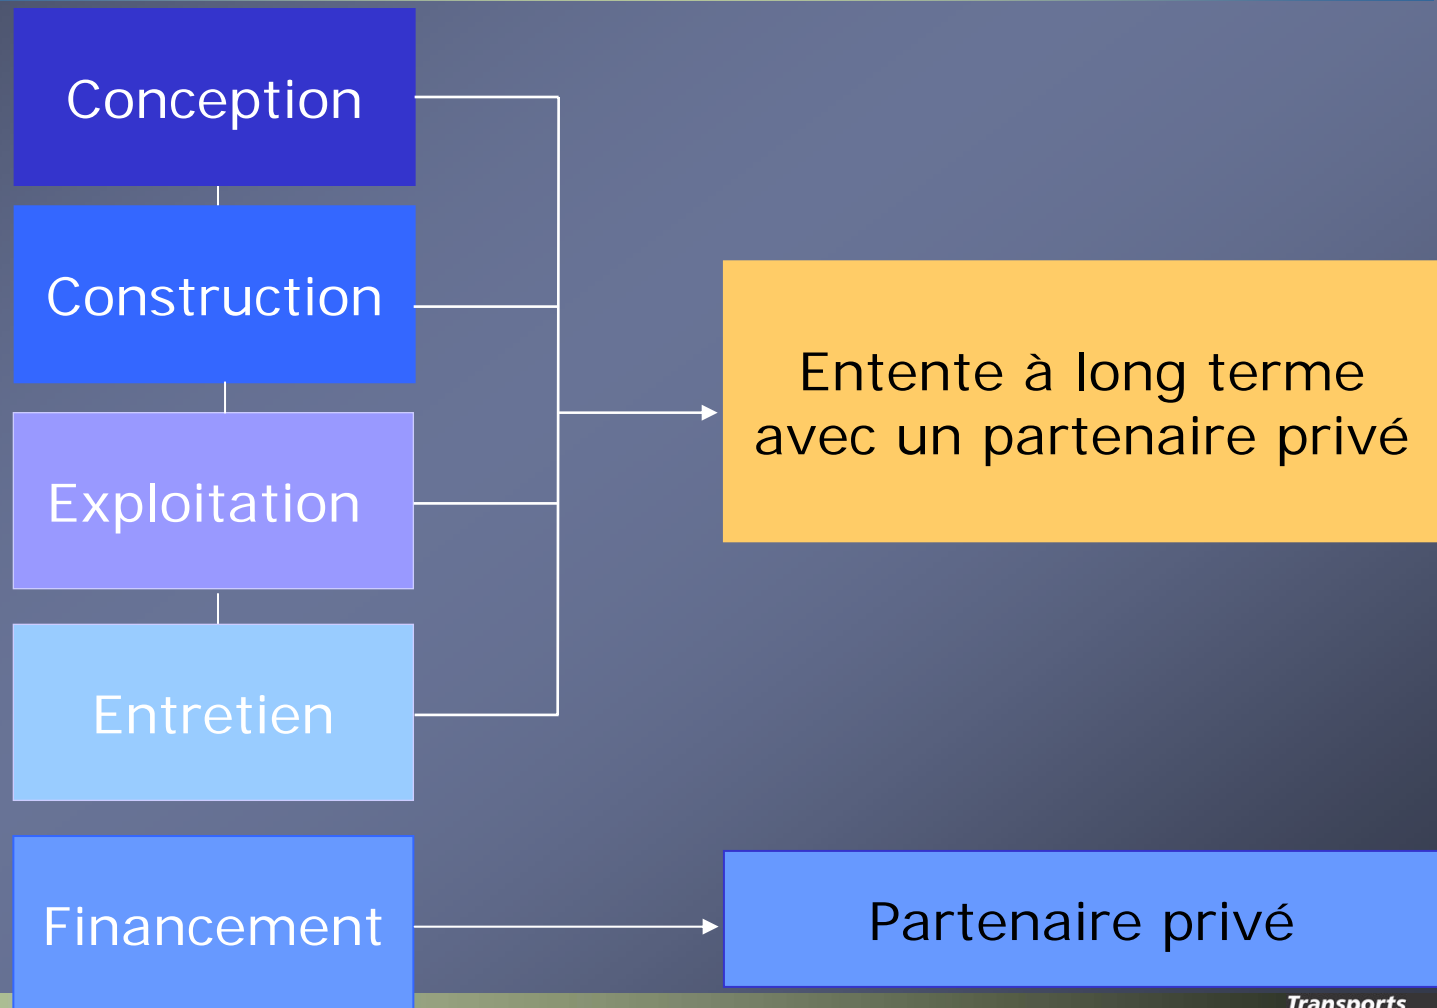 Conception
Construction
Entente à long terme
avec un partenaire privé
Exploitation
Entretien
Financement
Partenaire privé
Transports